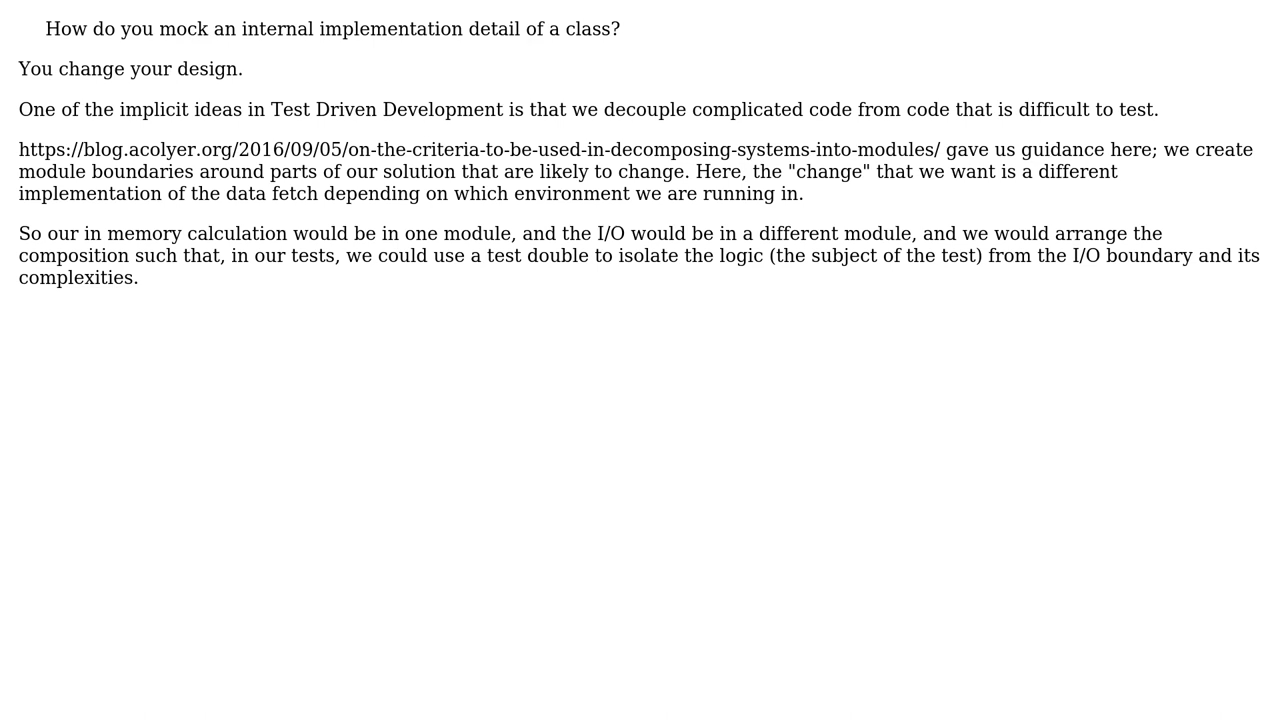 How do you mock an internal implementation detail of a class?
You change your design.
One of the implicit ideas in Test Driven Development is that we decouple complicated code from code that is difficult to test.
https://blog.acolyer.org/2016/09/05/on-the-criteria-to-be-used-in-decomposing-systems-into-modules/ gave us guidance here; we create
module boundaries around parts of our solution that are likely to change. Here, the "change" that we want is a different
implementation of the data fetch depending on which environment we are running in.
So our in memory calculation would be in one module, and the I/O would be in a different module, and we would arrange the
composition such that, in our tests, we could use a test double to isolate the logic (the subject of the test) from the I/O boundary and its
complexities.